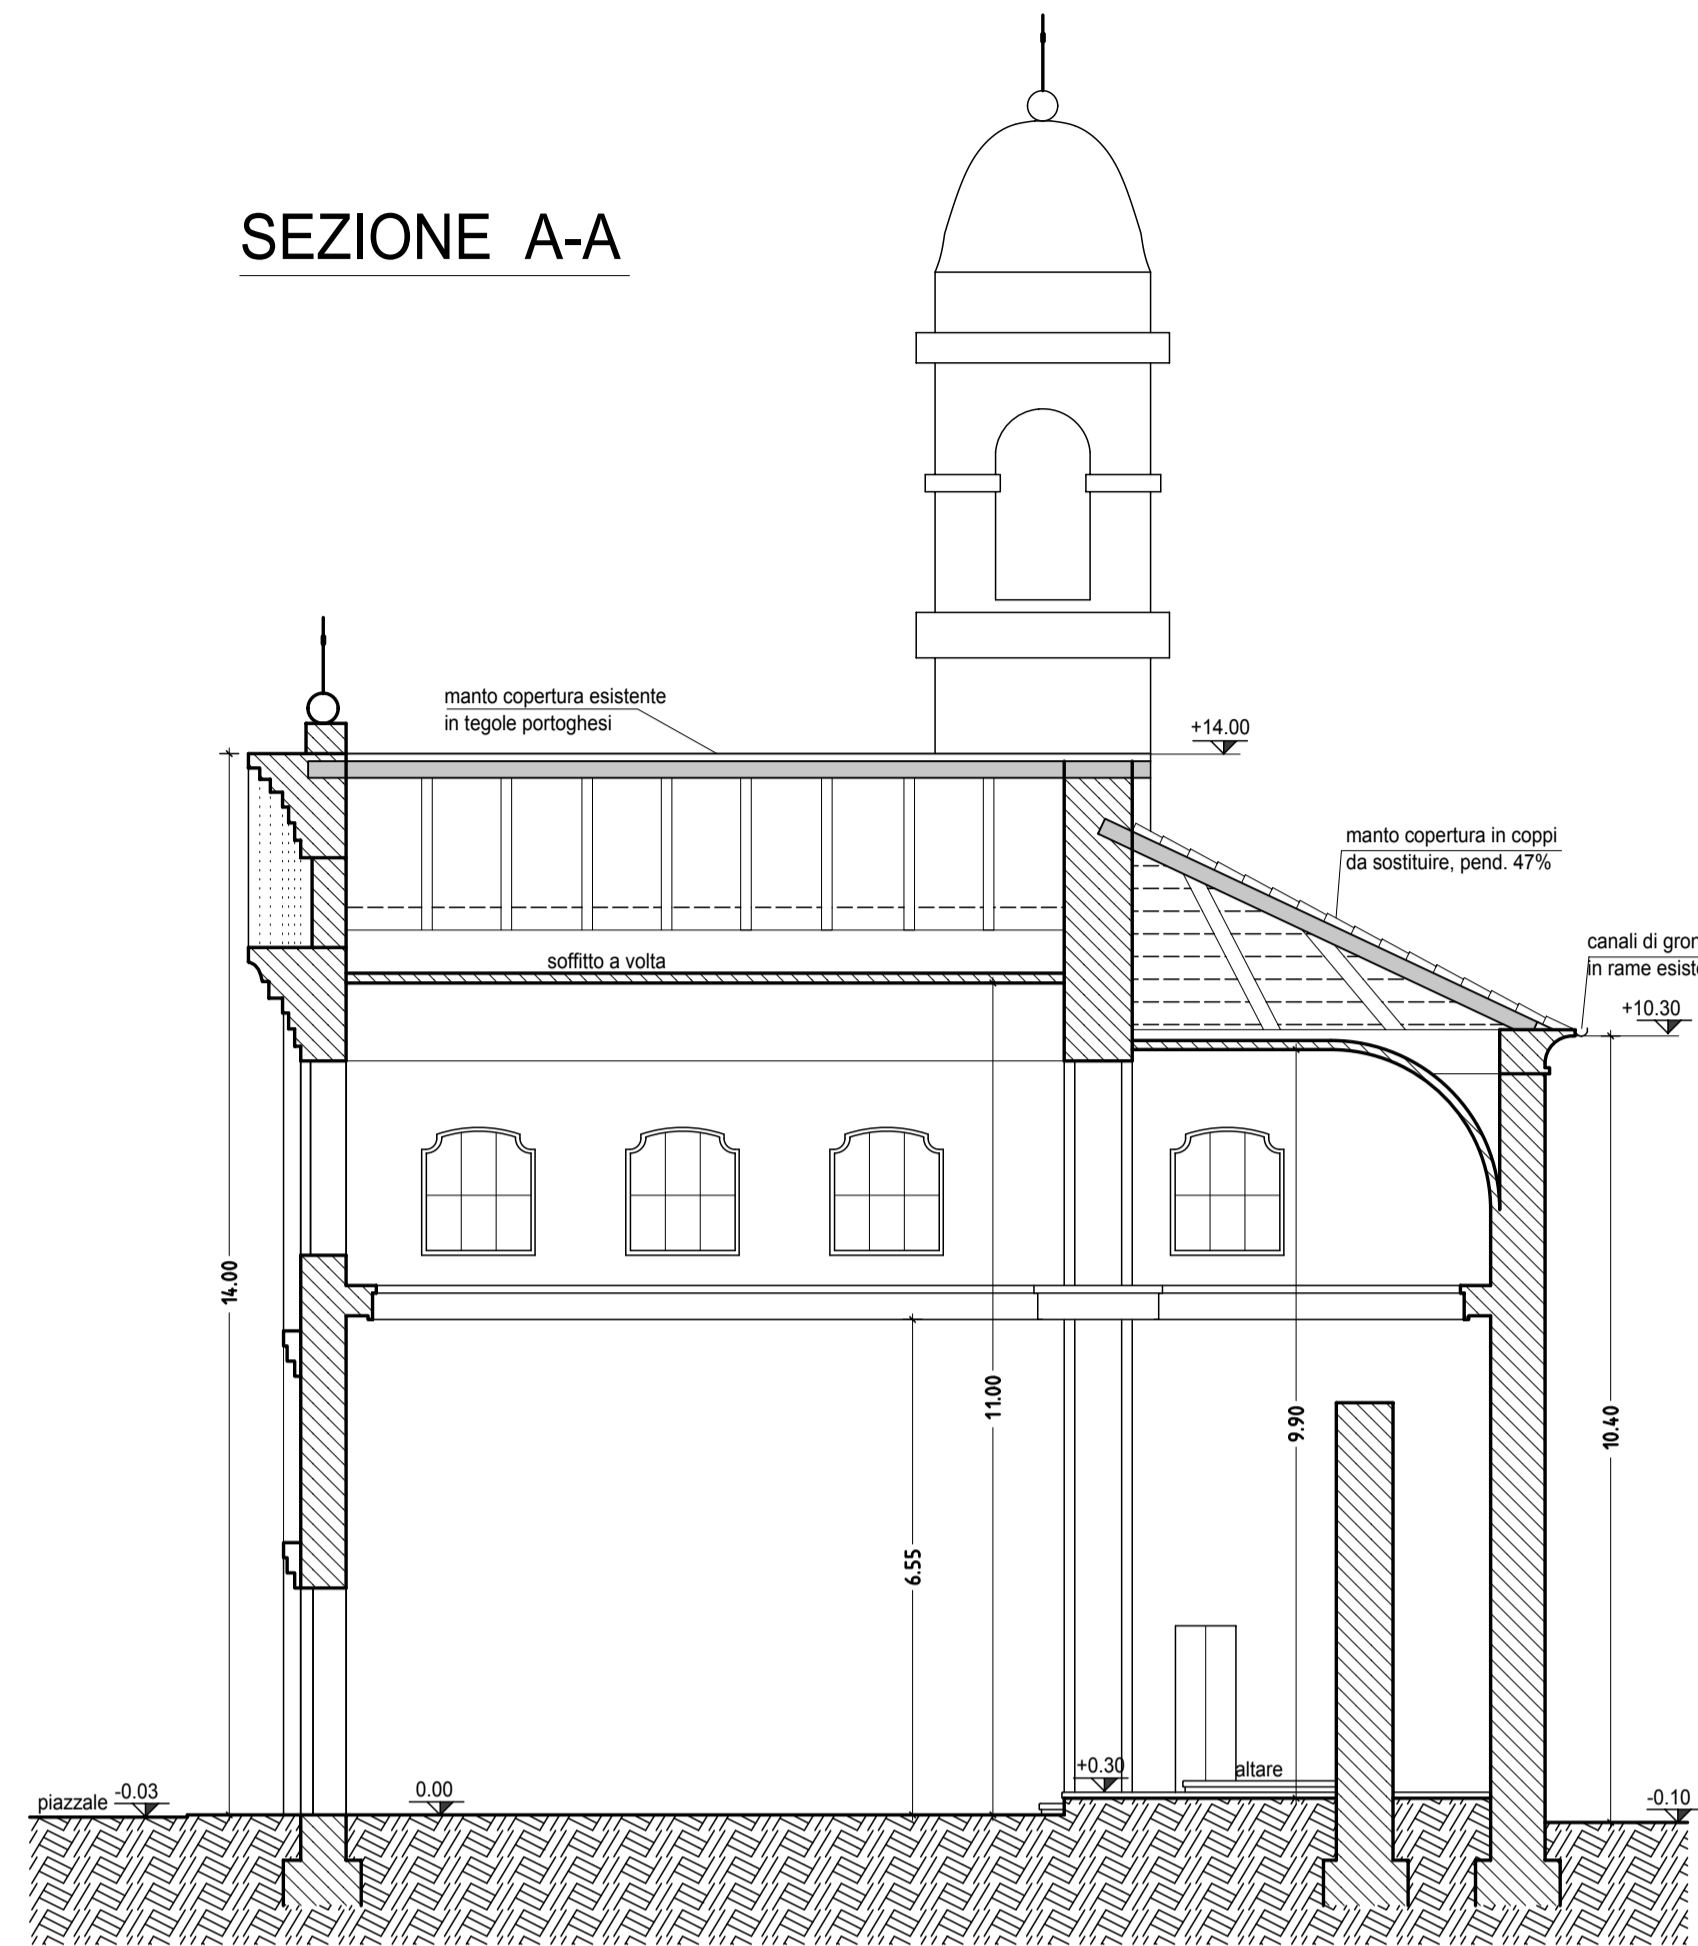 SEZIONE A-A
manto copertura esistente
in tegole portoghesi
+14.00
manto copertura in coppi
da sostituire, pend. 47%
canali di gron
in rame esist
+10.30
soffitto a volta
14.00
11.00
9.90
10.40
6.55
+0.30
altare
piazzale -0.03
0.00
-0.10